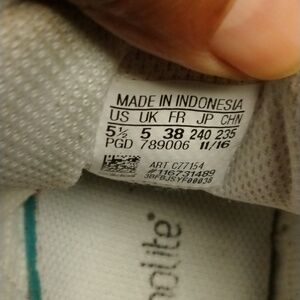 MADE IN INDONESIA
US UK FR JP CHN
5½ 5 38 240 235
PGD 789006 11/16
ART C77154
#116731489